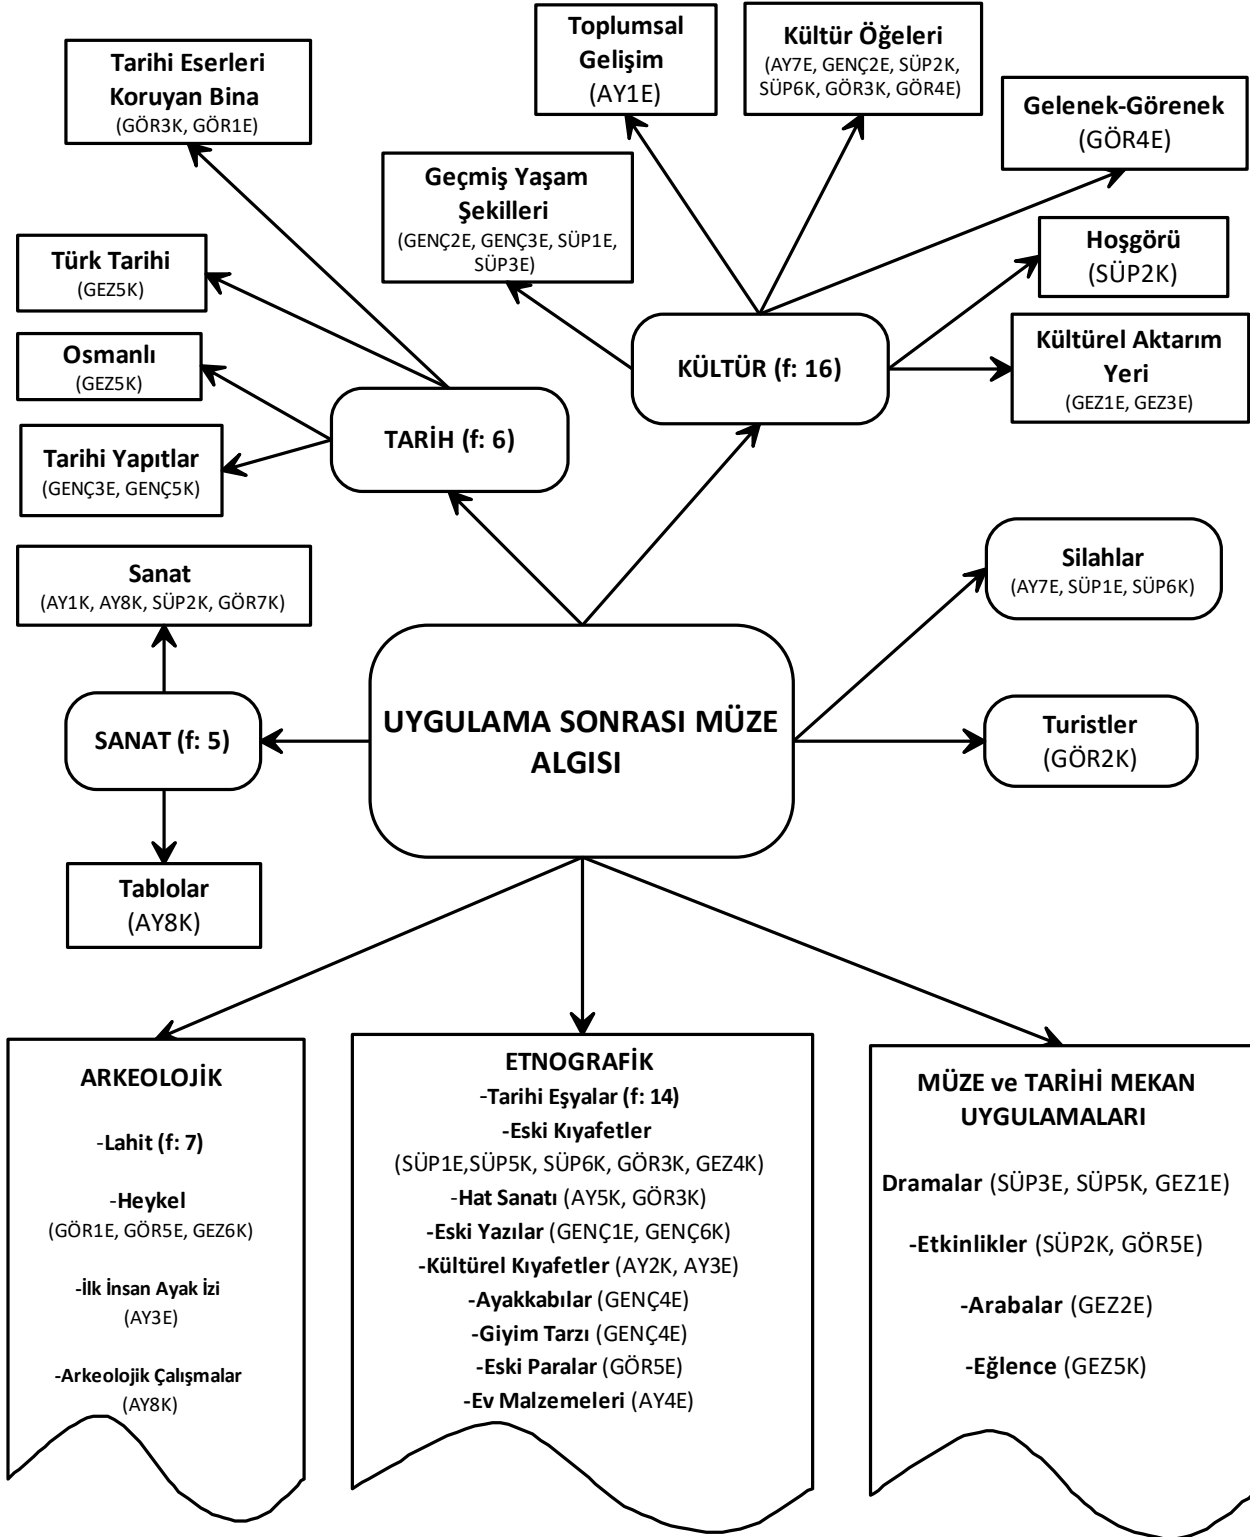 Tarihi Eserleri
Koruyan Bina
(GÖR3K, GÖR1E)
Toplumsal
Gelişim
(AY1E)
Kültür Öğeleri
(AY7E, GENÇ2E, SÜP2K,
SÜP6K, GÖR3K, GÖR4E)
Gelenek-Görenek
(GÖR4E)
Geçmiş Yaşam
Şekilleri
(GENÇ2E, GENÇ3E, SÜP1E,
SÜP3E)
Hoşgörü
(SÜP2K)
Türk Tarihi
(GEZ5K)
Osmanlı
(GEZ5K)
KÜLTÜR (f: 16)
Kültürel Aktarım
Yeri
(GEZ1E, GEZ3E)
TARİH (f: 6)
Tarihi Yapıtlar
(GENÇ3E, GENÇ5K)
Sanat
(AY1K, AY8K, SÜP2K, GÖR7K)
Silahlar
(AY7E, SÜP1E, SÜP6K)
SANAT (f: 5)
UYGULAMA SONRASI MÜZE
ALGISI
Turistler
(GÖR2K)
Tablolar
(AY8K)
ARKEOLOJİK
-Lahit (f: 7)
-Heykel
(GÖR1E, GÖR5E, GEZ6K)
-İlk İnsan Ayak İzi
(AY3E)
-Arkeolojik Çalışmalar
(AY8K)
ETNOGRAFİK
-Tarihi Eşyalar (f: 14)
-Eski Kıyafetler
(SÜP1E,SÜP5K, SÜP6K, GÖR3K, GEZ4K)
-Hat Sanatı (AY5K, GÖR3K)
-Eski Yazılar (GENÇ1E, GENÇ6K)
-Kültürel Kıyafetler (AY2K, AY3E)
-Ayakkabılar (GENÇ4E)
-Giyim Tarzı (GENÇ4E)
-Eski Paralar (GÖR5E)
-Ev Malzemeleri (AY4E)
MÜZE ve TARİHİ MEKAN
UYGULAMALARI
Dramalar (SÜP3E, SÜP5K, GEZ1E)
-Etkinlikler (SÜP2K, GÖR5E)
-Arabalar (GEZ2E)
-Eğlence (GEZ5K)